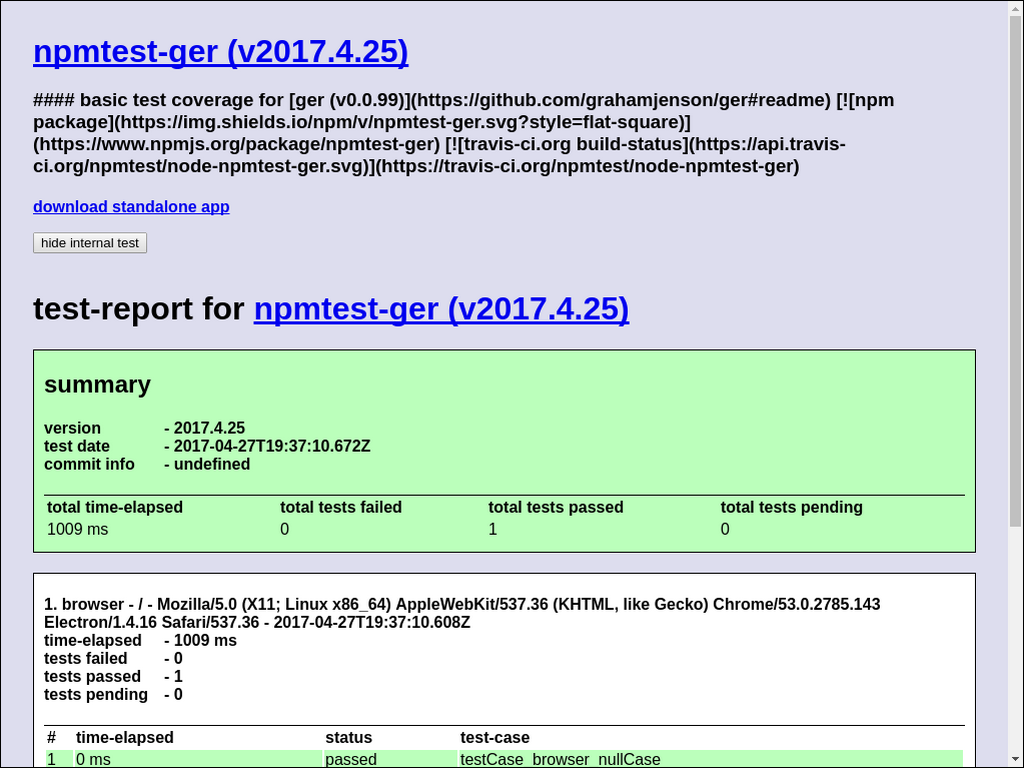 npmtest-ger (v2017.4.25)
#### basic test coverage for [ger (v0.0.99)](https://github.com/grahamjenson/ger#readme) [![npm
package](https://img.shields.io/npm/v/npmtest-ger.svg?style=flat-square)]
(https://www.npmjs.org/package/npmtest-ger) [![travis-ci.org build-status](https://api.travis-
ci.org/npmtest/node-npmtest-ger.svg)](https://travis-ci.org/npmtest/node-npmtest-ger)
download standalone app
hide internal test
test-report for npmtest-ger (v2017.4.25)
summary
version - 2017.4.25
test date - 2017-04-27T19:37:10.672Z
commit info - undefined
total time-elapsed total tests failed total tests passed total tests pending
1009 ms 0 1 0
1. browser - / - Mozilla/5.0 (X11; Linux x86_64) AppleWebKit/537.36 (KHTML, like Gecko) Chrome/53.0.2785.143
Electron/1.4.16 Safari/537.36 - 2017-04-27T19:37:10.608Z
time-elapsed - 1009 ms
tests failed - 0
tests passed - 1
tests pending - 0
# time-elapsed status test-case
1 0 ms passed testCase_browser_nullCase